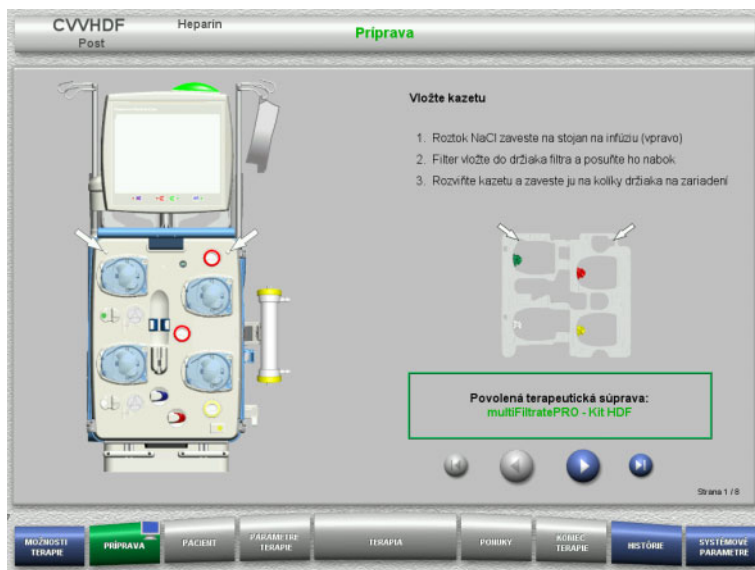 CVVHDF
Heparin
Príprava
Post
Vložte kazetu
1. Roztok NaCl zaveste na stojan na infúziu (vpravo)
2. Filter vložte do držiaka filtra a posuňte ho nabok
3. Rozviňte kazetu a zaveste ju na kolíky držiaka na zariadení
Povolená terapeutická súprava:
multiFiltratePRO - Kit HDF
Strana 1 / 8
MOŽNOSTI
TERAPIE
PRÍPRAVA
PACIENT
PARAMETRE
TERAPIE
TERAPIA
PONUKY
KONIEC
TERAPIE
HISTÓRIE
SYSTÉMOVÉ
PARAMETRE